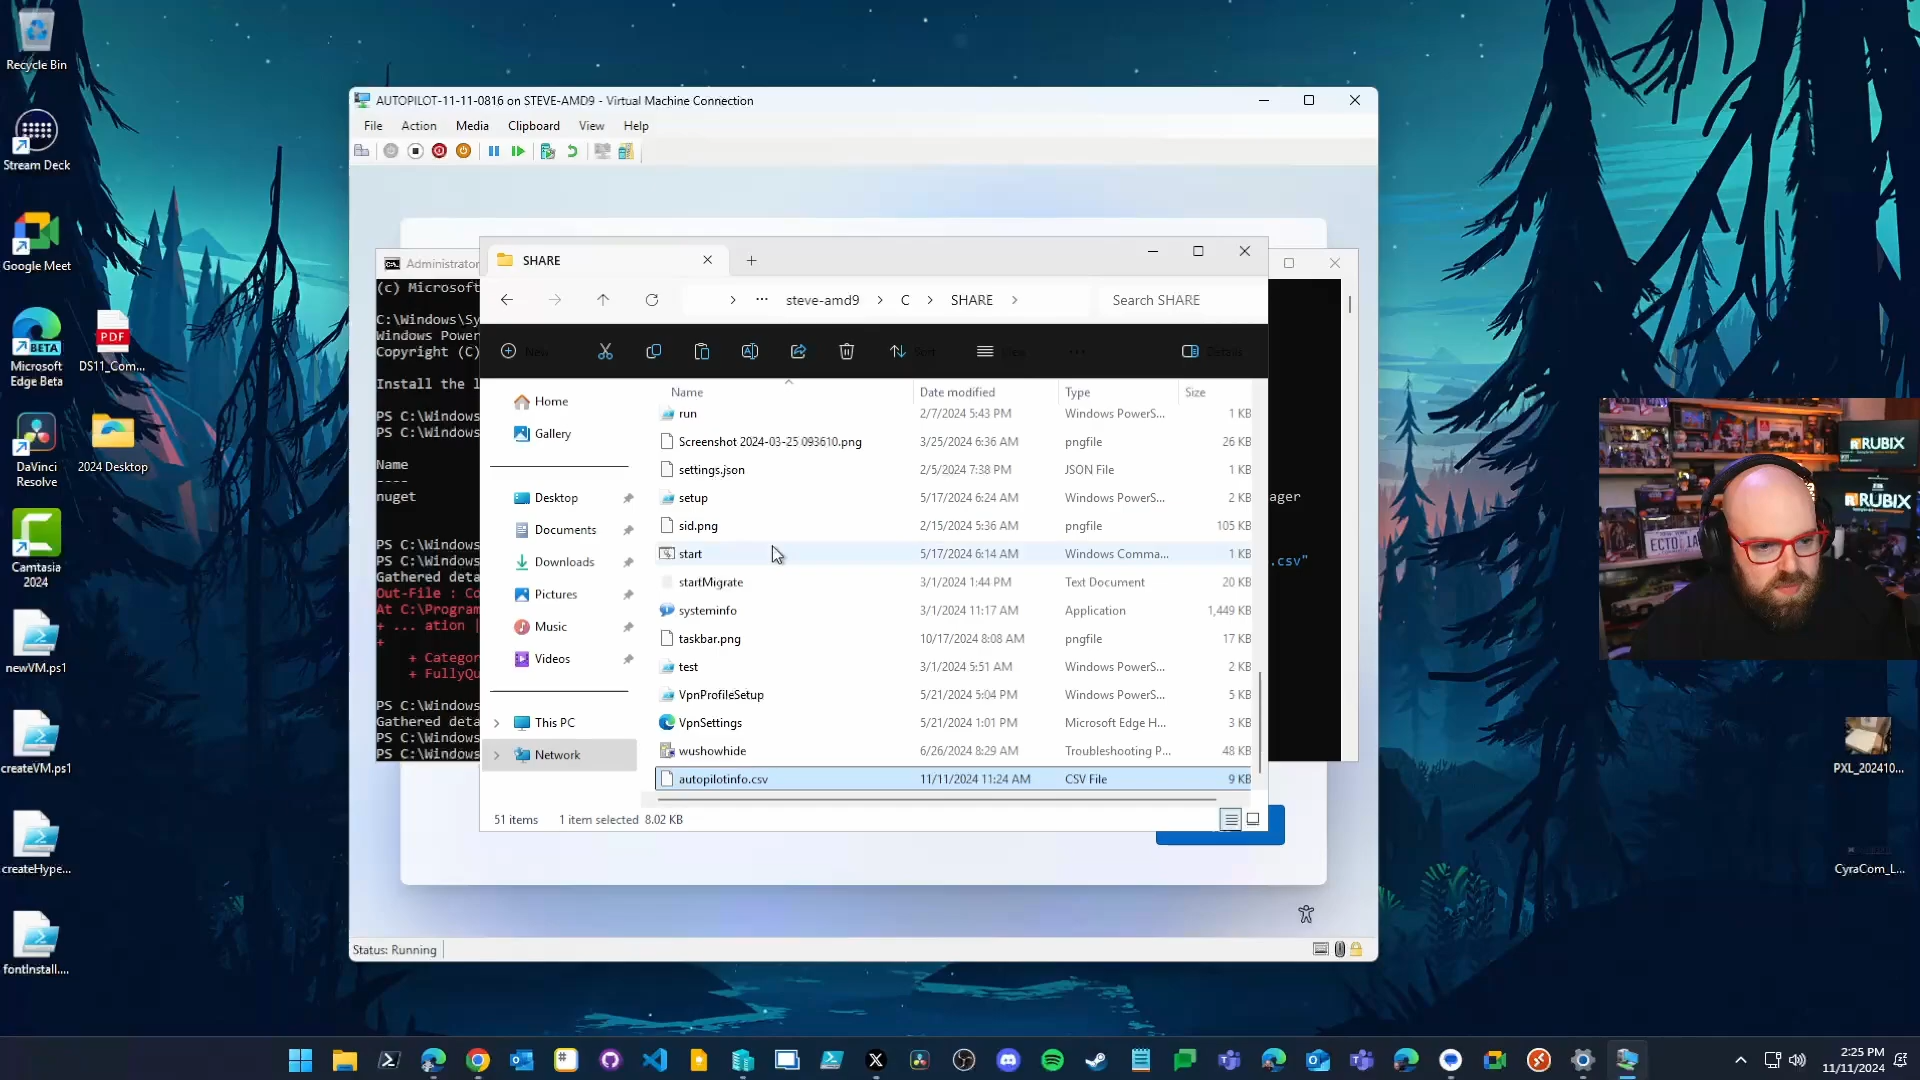 Recycle Bin
Stream Deck
Google Meet
Microsoft
Edge Beta
PDF
DS11_Com...
DaVinci
Resolve
2024 Desktop
Camtasia
2024
newVM.ps1
createVM.ps1
createHype...
fontInstall....
AUTOPILOT-11-11-0816 on STEVE-AMD9 - Virtual Machine Connection
File Action Media Clipboard View Help
Administrator
(c) Microsoft
C:\Windows\Sy
Windows Power
Copyright (C)
Install the l
PS C:\Windows
PS C:\Windows
Name
----
nuget
ager
PS C:\Windows
PS C:\Windows
.csv"
Gathered deta
Out-File : Co
At C:\Program
+ ... ation |
+
+ Categor
+ FullyQu
PS C:\Windows
Gathered deta
PS C:\Windows
PS C:\Windows
SHARE
steve-amd9 > C > SHARE >
Search SHARE
New
Sort
View
Details
Name Date modified Type Size
Home
Gallery
Desktop
Documents
Downloads
Pictures
Music
Videos
This PC
Network
run 2/7/2024 5:43 PM Windows PowerS... 1 KB
Screenshot 2024-03-25 093610.png 3/25/2024 6:36 AM pngfile 26 KB
settings.json 2/5/2024 7:38 PM JSON File 1 KB
setup 5/17/2024 6:24 AM Windows PowerS... 2 KB
sid.png 2/15/2024 5:36 AM pngfile 105 KB
start 5/17/2024 6:14 AM Windows Comma... 1 KB
startMigrate 3/1/2024 1:44 PM Text Document 20 KB
systeminfo 3/1/2024 11:17 AM Application 1,449 KB
taskbar.png 10/17/2024 8:08 AM pngfile 17 KB
test 3/1/2024 5:51 AM Windows PowerS... 2 KB
VpnProfileSetup 5/21/2024 5:04 PM Windows PowerS... 5 KB
VpnSettings 5/21/2024 1:01 PM Microsoft Edge H... 3 KB
wushowhide 6/26/2024 8:29 AM Troubleshooting P... 48 KB
autopilotinfo.csv 11/11/2024 11:24 AM CSV File 9 KB
51 items 1 item selected 8.02 KB
Status: Running
RUBIX
RUBIX
PXL_202410...
CyraCom_L...
2:25 PM
11/11/2024